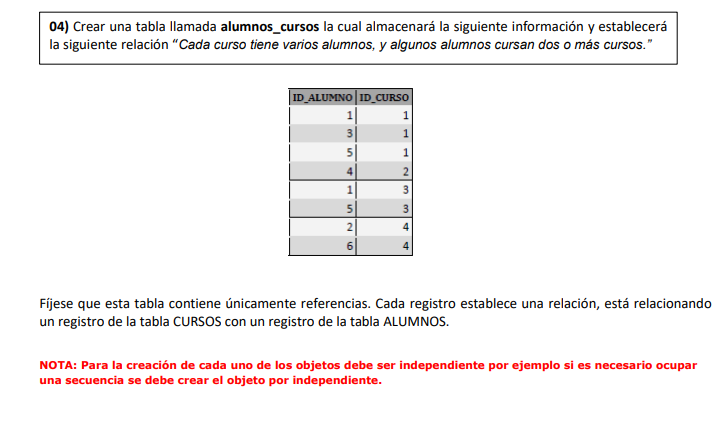 04) Crear una tabla llamada alumnos_cursos la cual almacenará la siguiente información y establecerá
la siguiente relación “Cada curso tiene varios alumnos, y algunos alumnos cursan dos o más cursos.”
ID_ALUMNO ID_CURSO
1 1
3 1
5 1
4 2
1 3
5 3
2 4
6 4
Fíjese que esta tabla contiene únicamente referencias. Cada registro establece una relación, está relacionando
un registro de la tabla CURSOS con un registro de la tabla ALUMNOS.
NOTA: Para la creación de cada uno de los objetos debe ser independiente por ejemplo si es necesario ocupar
una secuencia se debe crear el objeto por independiente.